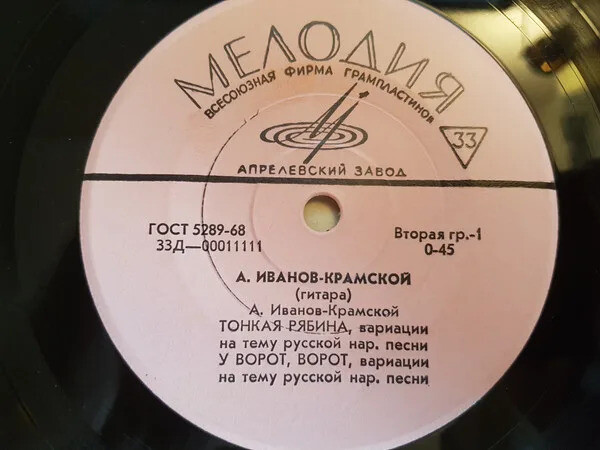 МЕЛОДИЯ
ВСЕСОЮЗНАЯ ФИРМА ГРАМПЛАСТИНОК
33
АПРЕЛЕВСКИЙ ЗАВОД
ГОСТ 5289-68
33Д—00011111
Вторая гр.-1
0-45
А. ИВАНОВ-КРАМСКОЙ
(гитара)
А. Иванов-Крамской
ТОНКАЯ РЯБИНА, вариации
на тему русской нар. песни
У ВОРОТ, ВОРОТ, вариации
на тему русской нар. песни